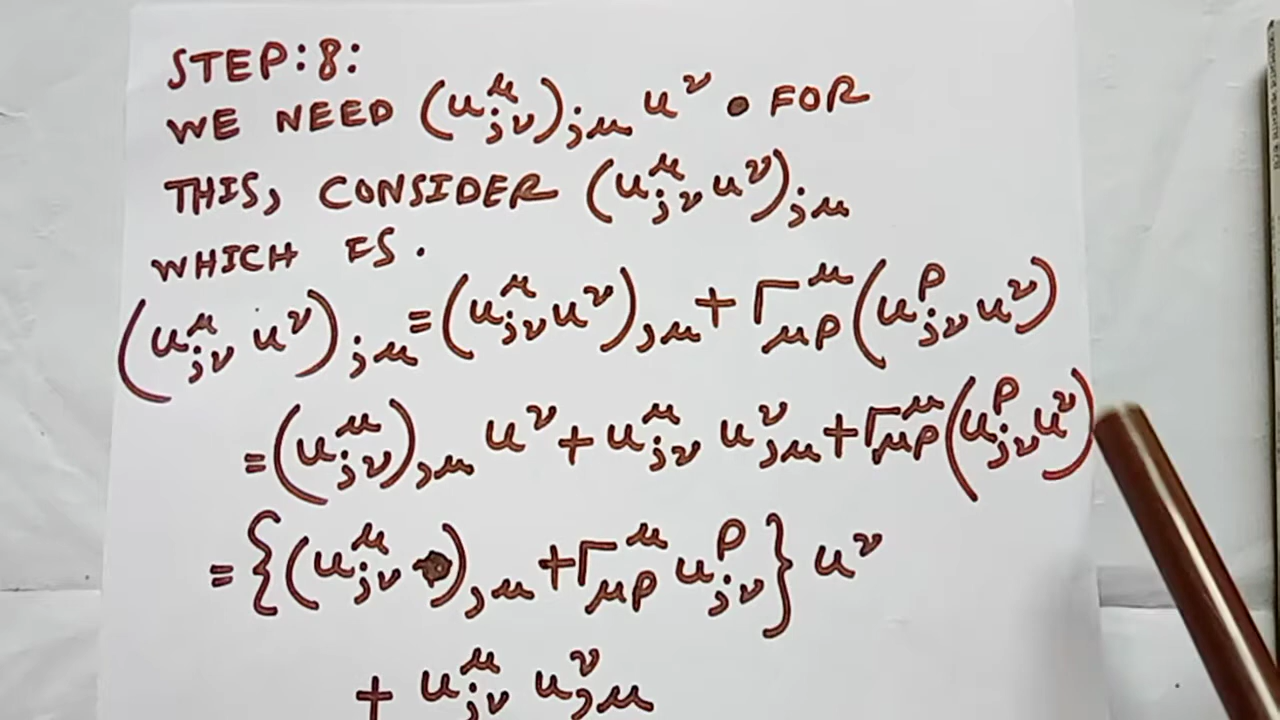 STEP:8:
WE NEED (u^μ_{;ν})_{;μ} u^ν . FOR
THIS, CONSIDER (u^μ_{;ν} u^ν)_{;μ}
WHICH IS .
(u^μ_{;ν} u^ν)_{;μ} = (u^μ_{;ν} u^ν)_{,μ} + Γ^μ_{μρ} (u^ρ_{;ν} u^ν)
= (u^μ_{;ν})_{,μ} u^ν + u^μ_{;ν} u^ν_{,μ} + Γ^μ_{μρ} (u^ρ_{;ν} u^ν)
= {(u^μ_{;ν})_{,μ} + Γ^μ_{μρ} u^ρ_{;ν}} u^ν
+ u^μ_{;ν} u^ν_{,μ}